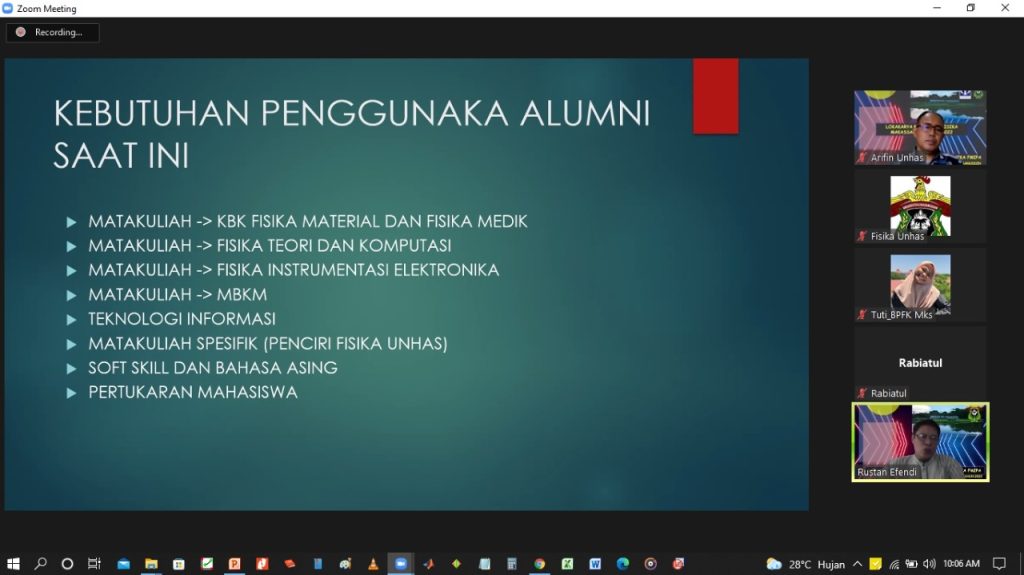 Zoom Meeting
Recording...
KEBUTUHAN PENGGUNAKA ALUMNI
SAAT INI
MATAKULIAH -> KBK FISIKA MATERIAL DAN FISIKA MEDIK
MATAKULIAH -> FISIKA TEORI DAN KOMPUTASI
MATAKULIAH -> FISIKA INSTRUMENTASI ELEKTRONIKA
MATAKULIAH -> MBKM
TEKNOLOGI INFORMASI
MATAKULIAH SPESIFIK (PENCIRI FISIKA UNHAS)
SOFT SKILL DAN BAHASA ASING
PERTUKARAN MAHASISWA
LOKAKARYA
Arifin Unhas
Fisika Unhas
Tuti_BPFK Mks
Rabiatul
Rabiatul
Rustan Efendi
28°C Hujan
10:06 AM